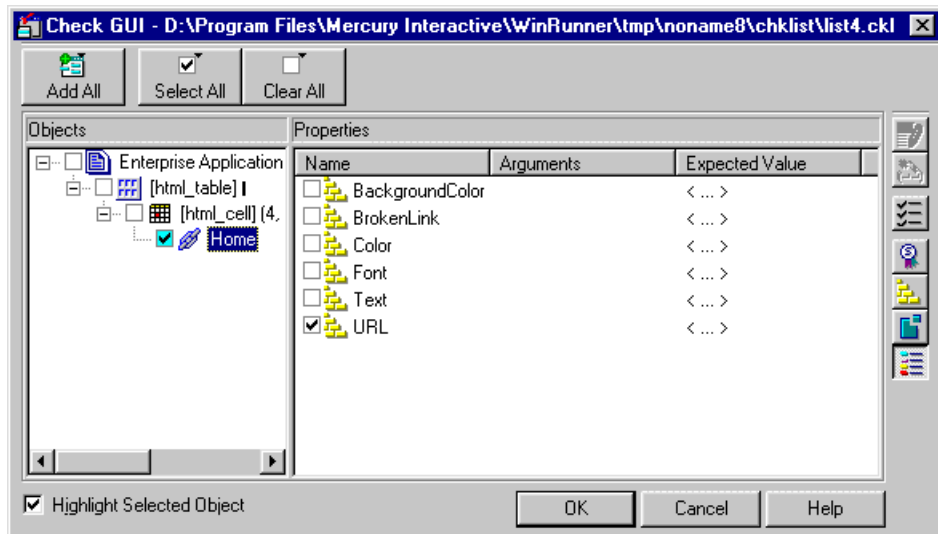 Check GUI - D:\Program Files\Mercury Interactive\WinRunner\tmp\noname8\chklist\list4.ckl
Add All
Select All
Clear All
Objects
Properties
Enterprise Application
[html_table]
[html_cell] (4,
Home
Name Arguments Expected Value
BackgroundColor < ... >
BrokenLink < ... >
Color < ... >
Font < ... >
Text < ... >
URL < ... >
Highlight Selected Object
OK
Cancel
Help